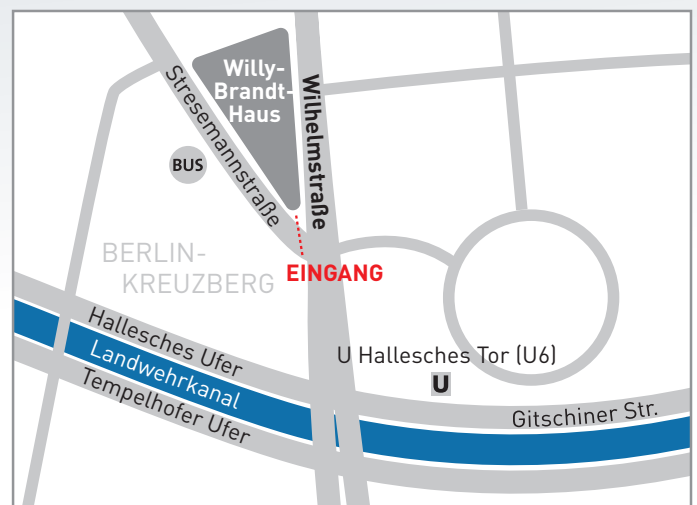 Willy-
Brandt-
Haus
Stresemannstraße
Wilhelmstraße
BUS
BERLIN-
KREUZBERG
EINGANG
Hallesches Ufer
Landwehrkanal
Tempelhofer Ufer
U Hallesches Tor (U6)
U
Gitschiner Str.